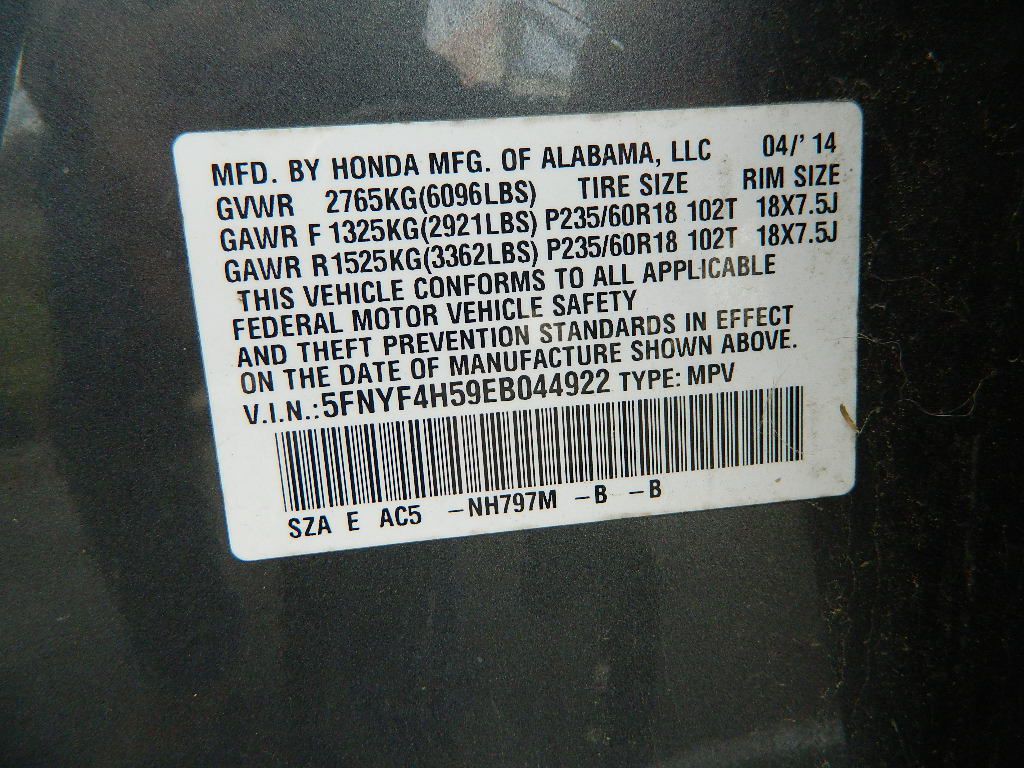 MFD. BY HONDA MFG. OF ALABAMA, LLC 04/'14
GVWR 2765KG(6096LBS) TIRE SIZE RIM SIZE
GAWR F 1325KG(2921LBS) P235/60R18 102T 18X7.5J
GAWR R1525KG(3362LBS) P235/60R18 102T 18X7.5J
THIS VEHICLE CONFORMS TO ALL APPLICABLE
FEDERAL MOTOR VEHICLE SAFETY
AND THEFT PREVENTION STANDARDS IN EFFECT
ON THE DATE OF MANUFACTURE SHOWN ABOVE.
V.I.N.:5FNYF4H59EB044922 TYPE: MPV
SZA E AC5 -NH797M -B -B